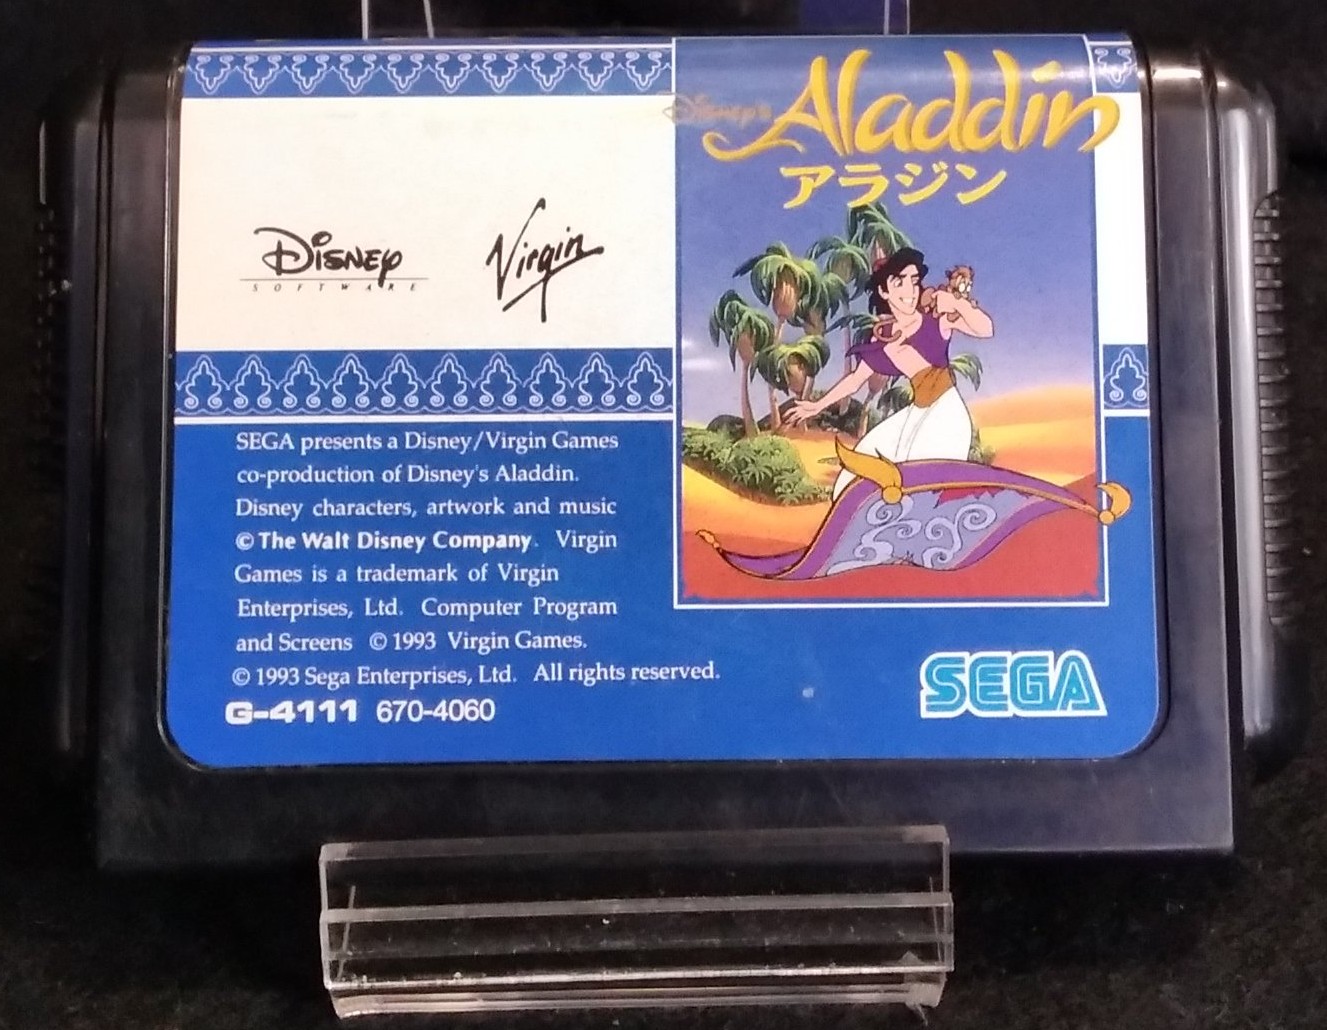 Disney's Aladdin
アラジン
Disney
SOFTWARE
Virgin
SEGA presents a Disney/Virgin Games
co-production of Disney's Aladdin.
Disney characters, artwork and music
© The Walt Disney Company. Virgin
Games is a trademark of Virgin
Enterprises, Ltd. Computer Program
and Screens © 1993 Virgin Games.
© 1993 Sega Enterprises, Ltd. All rights reserved.
G-4111 670-4060
SEGA